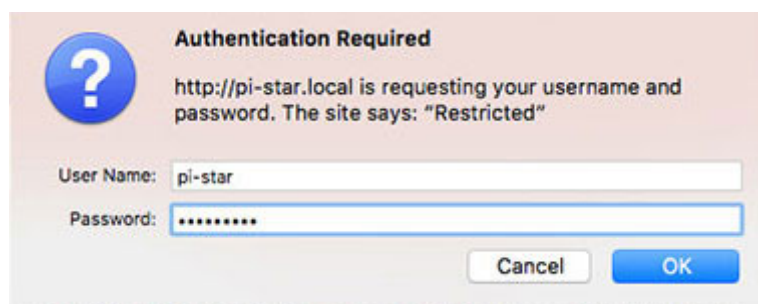 Authentication Required
http://pi-star.local is requesting your username and
password. The site says: “Restricted”
User Name: pi-star
Password: •••••••••
Cancel OK